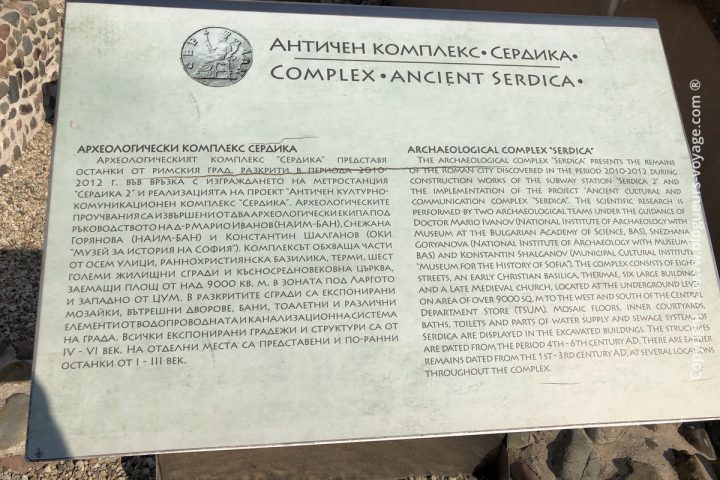 АНТИЧЕН КОМПЛЕКС • СЕРДИКА •
COMPLEX • ANCIENT SERDICA •
АРХЕОЛОГИЧЕСКИ КОМПЛЕКС СЕРДИКА
АРХЕОЛОГИЧЕСКИЯТ КОМПЛЕКС "СЕРДИКА" ПРЕДСТАВЯ
ОСТАНКИ ОТ РИМСКИЯ ГРАД, РАЗКРИТИ В ПЕРИОДА 2010-
2012 Г. ВЪВ ВРЪЗКА С ИЗГРАЖДАНЕТО НА МЕТРОСТАНЦИЯ
"СЕРДИКА 2" И РЕАЛИЗАЦИЯТА НА ПРОЕКТ "АНТИЧЕН КУЛТУРНО-
КОМУНИКАЦИОНЕН КОМПЛЕКС "СЕРДИКА". АРХЕОЛОГИЧЕСКИТЕ
ПРОУЧВАНИЯ СА ИЗВЪРШЕНИ ОТ ДВА АРХЕОЛОГИЧЕСКИ ЕКИПА ПОД
РЪКОВОДСТВОТО НА Д-Р МАРИО ИВАНОВ (НАИМ-БАН), СНЕЖАНА
ГОРЯНОВА (НАИМ-БАН) И КОНСТАНТИН ШАЛГАНОВ (ОКИ
"МУЗЕЙ ЗА ИСТОРИЯ НА СОФИЯ"). КОМПЛЕКСЪТ ОБХВАЩА ЧАСТИ
ОТ ОСЕМ УЛИЦИ, РАННОХРИСТИЯНСКА БАЗИЛИКА, ТЕРМИ, ШЕСТ
ГОЛЕМИ ЖИЛИЩНИ СГРАДИ И КЪСНОСРЕДНОВЕКОВНА ЦЪРКВА,
ЗАЕМАЩИ ПЛОЩ ОТ НАД 9000 КВ. М. В ЗОНАТА ПОД ЛАРГОТО
И ЗАПАДНО ОТ ЦУМ. В РАЗКРИТИТЕ СГРАДИ СА ЕКСПОНИРАНИ
МОЗАЙКИ, ВЪТРЕШНИ ДВОРОВЕ, БАНИ, ТОАЛЕТНИ И РАЗЛИЧНИ
ЕЛЕМЕНТИ ОТ ВОДОПРОВОДНАТА И КАНАЛИЗАЦИОННА СИСТЕМА
НА ГРАДА. ВСИЧКИ ЕКСПОНИРАНИ ГРАДЕЖИ И СТРУКТУРИ СА ОТ
IV - VI ВЕК. НА ОТДЕЛНИ МЕСТА СА ПРЕДСТАВЕНИ И ПО-РАННИ
ОСТАНКИ ОТ I - III ВЕК.
ARCHAEOLOGICAL COMPLEX "SERDICA"
THE ARCHAEOLOGICAL COMPLEX "SERDICA" PRESENTS THE REMAINS
OF THE ROMAN CITY DISCOVERED IN THE PERIOD 2010-2012 DURING
CONSTRUCTION WORKS OF THE SUBWAY STATION "SERDICA 2" AND
THE IMPLEMENTATION OF THE PROJECT "ANCIENT CULTURAL AND
COMMUNICATION COMPLEX "SERDICA". THE SCIENTIFIC RESEARCH IS
PERFORMED BY TWO ARCHAEOLOGICAL TEAMS UNDER THE GUIDANCE OF
DOCTOR MARIO IVANOV (NATIONAL INSTITUTE OF ARCHAEOLOGY WITH
MUSEUM AT THE BULGARIAN ACADEMY OF SCIENCE, BAS), SNEZHANA
GORYANOVA (NATIONAL INSTITUTE OF ARCHAEOLOGY WITH MUSEUM-
BAS) AND KONSTANTIN SHALGANOV (MUNICIPAL CULTURAL INSTITUTE
"MUSEUM FOR THE HISTORY OF SOFIA"). THE COMPLEX CONSISTS OF EIGHT
STREETS, AN EARLY CHRISTIAN BASILICA, THERMAE, SIX LARGE BUILDINGS
AND A LATE MEDIEVAL CHURCH, LOCATED AT THE UNDERGROUND LEVEL
ON AREA OF OVER 9000 SQ. M TO THE WEST AND SOUTH OF THE CENTRAL
DEPARTMENT STORE (TSUM). MOSAIC FLOORS, INNER COURTYARDS,
BATHS, TOILETS AND PARTS OF WATER SUPPLY AND SEWAGE SYSTEMS OF
SERDICA ARE DISPLAYED IN THE EXCAVATED BUILDINGS. THE STRUCTURES
ARE DATED FROM THE PERIOD 4TH - 6TH CENTURY AD. THERE ARE EARLIER
REMAINS DATED FROM THE 1ST - 3RD CENTURY AD, AT SEVERAL LOCATIONS
THROUGHOUT THE COMPLEX.